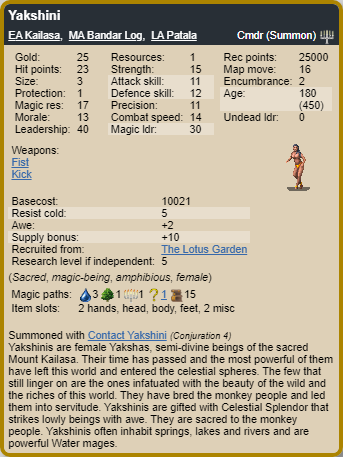 Yakshini
EA Kailasa, MA Bandar Log, LA Patala Cmdr (Summon)
Gold: 25 Resources: 1 Rec points: 25000
Hit points: 23 Strength: 15 Map move: 16
Size: 3 Attack skill: 11 Encumbrance: 2
Protection: 1 Defence skill: 12 Age: 180
Magic res: 17 Precision: 11 (450)
Morale: 13 Combat speed: 14 Undead ldr: 0
Leadership: 40 Magic ldr: 30
Weapons:
Fist
Kick
Basecost: 10021
Resist cold: 5
Awe: +2
Supply bonus: +10
Recruited from: The Lotus Garden
Research level if independent: 5
(Sacred, magic-being, amphibious, female)
Magic paths: 3 1 1 ? 1 15
Item slots: 2 hands, head, body, feet, 2 misc
Summoned with Contact Yakshini (Conjuration 4)
Yakshinis are female Yakshas, semi-divine beings of the sacred
Mount Kailasa. Their time has passed and the most powerful of them
have left this world and entered the celestial spheres. The few that
still linger on are the ones infatuated with the beauty of the wild and
the riches of this world. They have bred the monkey people and led
them into servitude. Yakshinis are gifted with Celestial Splendor that
strikes lowly beings with awe. They are sacred to the monkey
people. Yakshinis often inhabit springs, lakes and rivers and are
powerful Water mages.